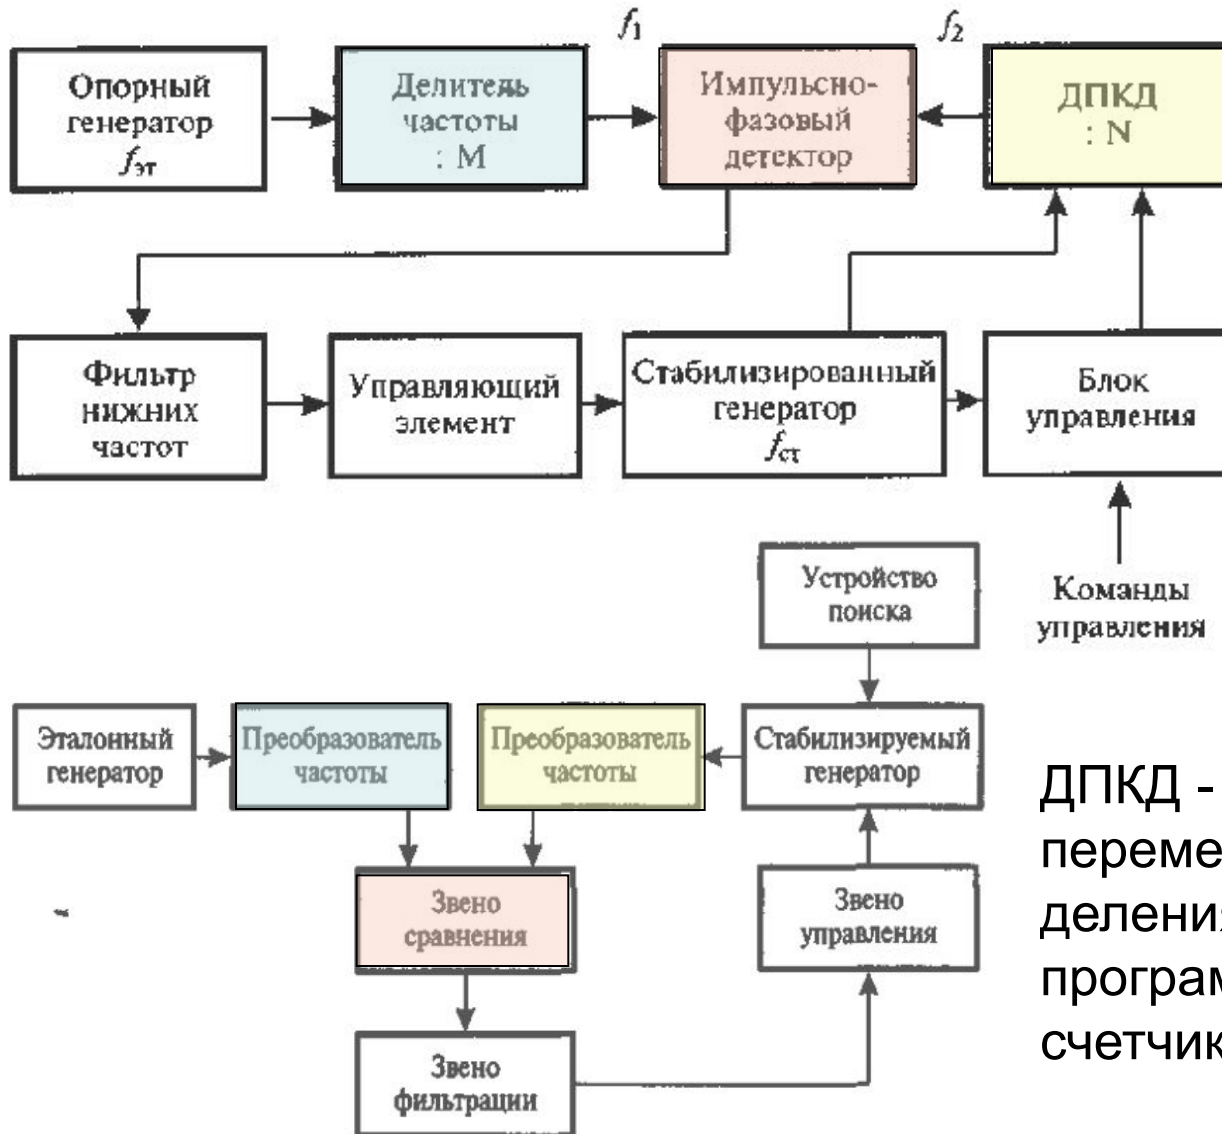 f₁
f₂
Опорный
генератор
fэт
Делитель
частоты
: М
Импульсно-
фазовый
детектор
ДПКД
: N
Фильтр
нижних
частот
Управляющий
элемент
Стабилизированный
генератор
fст
Блок
управления
Команды
управления
Устройство
поиска
Эталонный
генератор
Преобразователь
частоты
Преобразователь
частоты
Стабилизируемый
генератор
Звено
сравнения
Звено
управления
Звено
фильтрации
ДПКД -